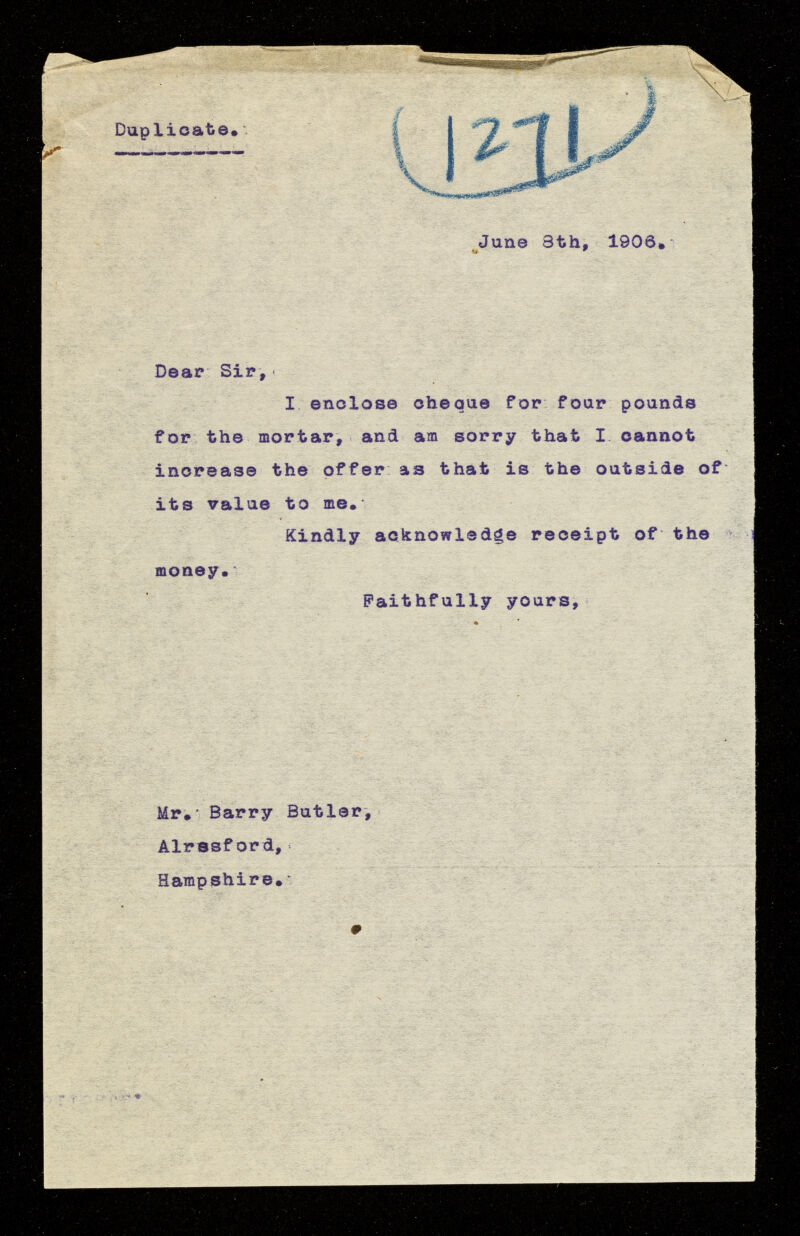 Duplicate.
(1271)
June 8th, 1906.
Dear Sir,
I enclose cheque for four pounds
for the mortar, and am sorry that I cannot
increase the offer as that is the outside of
its value to me.
Kindly acknowledge receipt of the
money.
Faithfully yours,
Mr. Barry Butler,
Alresford,
Hampshire.